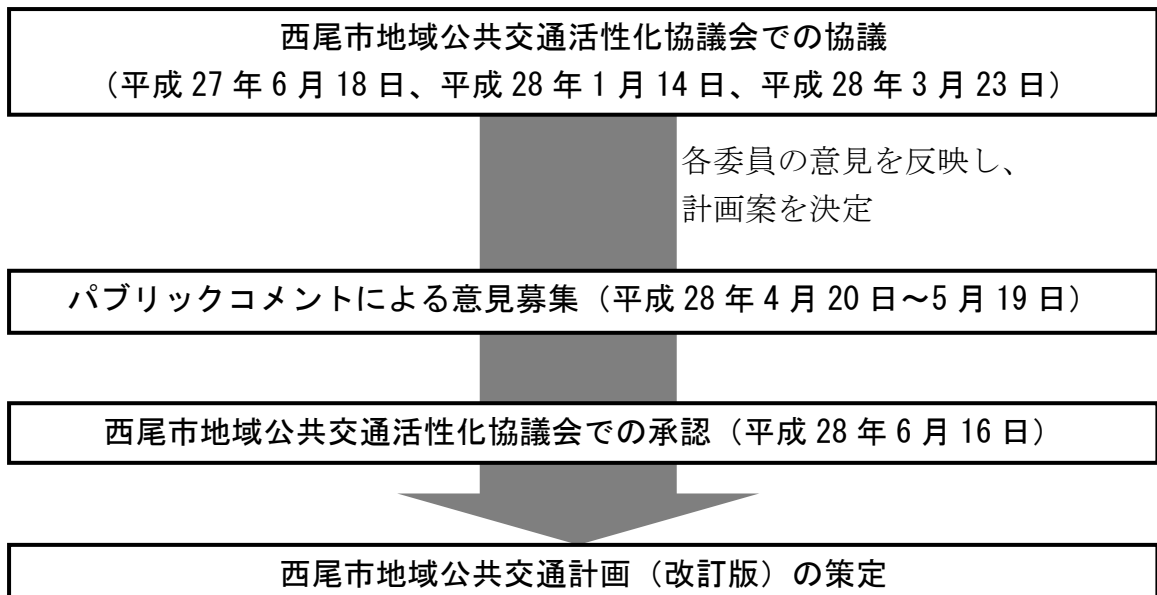 西尾市地域公共交通活性化協議会での協議
（平成 27 年 6 月 18 日、平成 28 年 1 月 14 日、平成 28 年 3 月 23 日）
各委員の意見を反映し、
計画案を決定
パブリックコメントによる意見募集（平成 28 年 4 月 20 日～5 月 19 日）
西尾市地域公共交通活性化協議会での承認（平成 28 年 6 月 16 日）
西尾市地域公共交通計画（改訂版）の策定